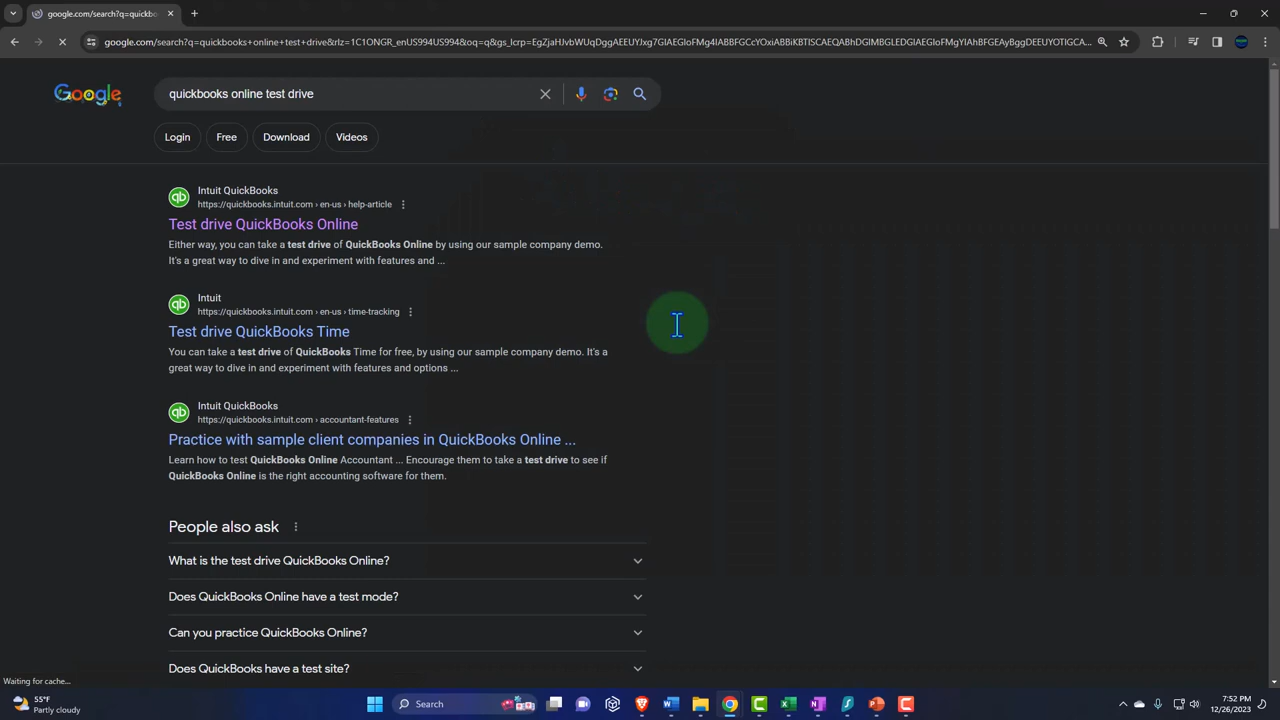 google.com/search?q=quickbo
google.com/search?q=quickbooks+online+test+drive&rlz=1C1ONGR_enUS994US994&oq=q&gs_lcrp=EgZjaHJvbWUqDggAEEUYJxg7GIAEGIoFMg4IABBFGCcYOxiABBiKBTISCAEQABhDGIMBGLEDGIAEGIoFMgYIAhBFGEAyBggDEEUYOTIGCA...
Google
quickbooks online test drive
Login
Free
Download
Videos
Intuit QuickBooks
https://quickbooks.intuit.com › en-us › help-article
Test drive QuickBooks Online
Either way, you can take a test drive of QuickBooks Online by using our sample company demo.
It's a great way to dive in and experiment with features and ...
Intuit
https://quickbooks.intuit.com › en-us › time-tracking
Test drive QuickBooks Time
You can take a test drive of QuickBooks Time for free, by using our sample company demo. It's a
great way to dive in and experiment with features and options ...
Intuit QuickBooks
https://quickbooks.intuit.com › accountant-features
Practice with sample client companies in QuickBooks Online ...
Learn how to test QuickBooks Online Accountant ... Encourage them to take a test drive to see if
QuickBooks Online is the right accounting software for them.
People also ask
What is the test drive QuickBooks Online?
Does QuickBooks Online have a test mode?
Can you practice QuickBooks Online?
Does QuickBooks have a test site?
Waiting for cache...
55°F
Partly cloudy
Search
7:52 PM
12/26/2023